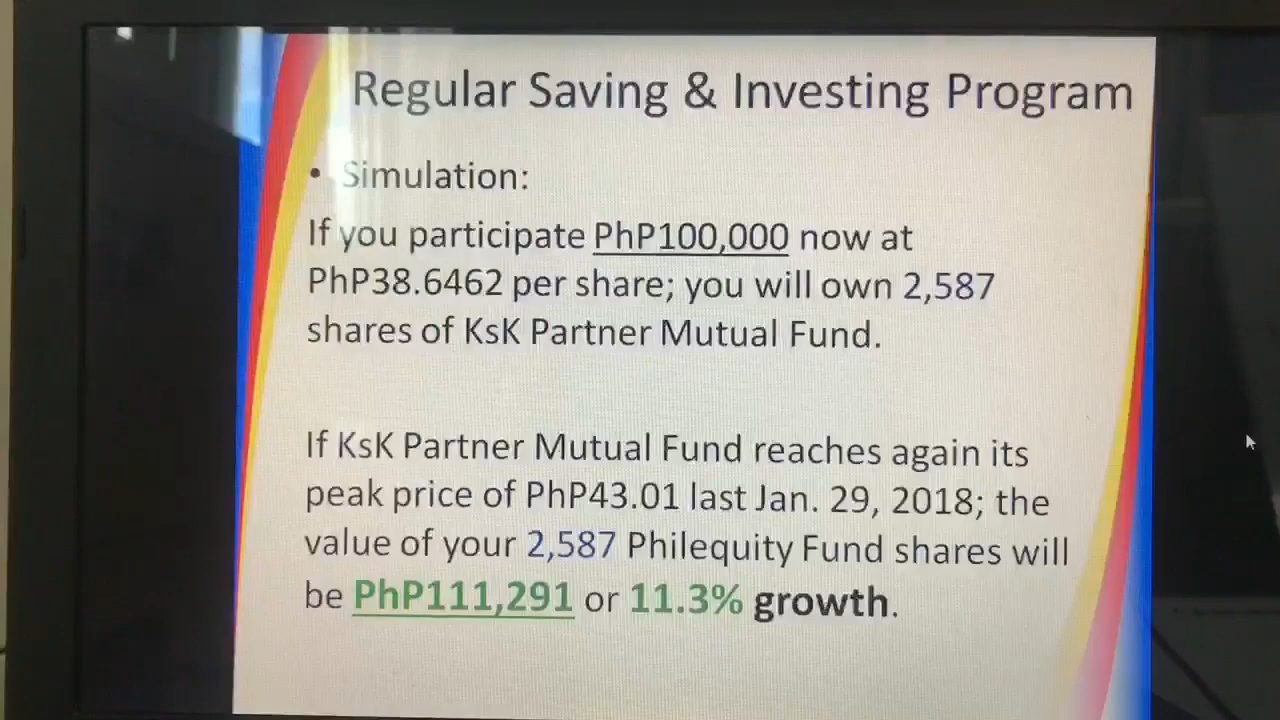 Regular Saving & Investing Program
• Simulation:
If you participate PhP100,000 now at
PhP38.6462 per share; you will own 2,587
shares of KsK Partner Mutual Fund.
If KsK Partner Mutual Fund reaches again its
peak price of PhP43.01 last Jan. 29, 2018; the
value of your 2,587 Philequity Fund shares will
be PhP111,291 or 11.3% growth.